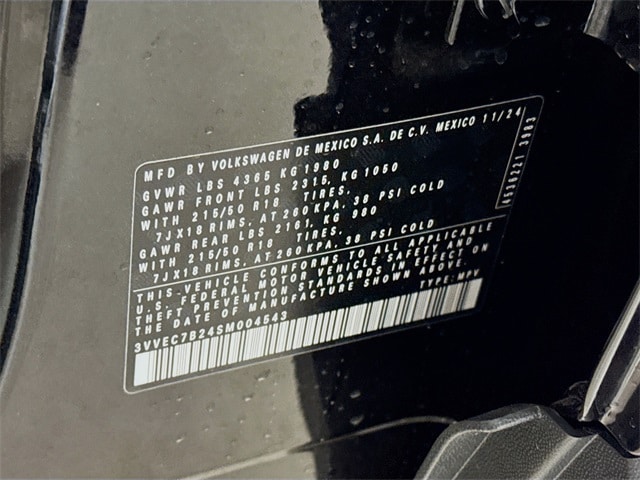 MFD BY VOLKSWAGEN DE MEXICO S.A. DE C.V. MEXICO 11/24
GVWR LBS 4365 KG 1980
GAWR FRONT LBS 2315, KG 1050
WITH 215/50 R18 TIRES.
7JX18 RIMS. AT 260 KPA. 38 PSI COLD
GAWR REAR LBS 2161, KG 980
WITH 215/50 R18 TIRES.
7JX18 RIMS. AT 260 KPA. 38 PSI COLD
THIS-VEHICLE CONFORMS TO ALL APPLICABLE
U.S. FEDERAL MOTOR VEHICLE SAFETY AND
THEFT PREVENTION STANDARDS IN EFFECT ON
THE DATE OF MANUFACTURE SHOWN ABOVE.
3VVEC7B24SM004543 TYPE: MPV
4536221 3983